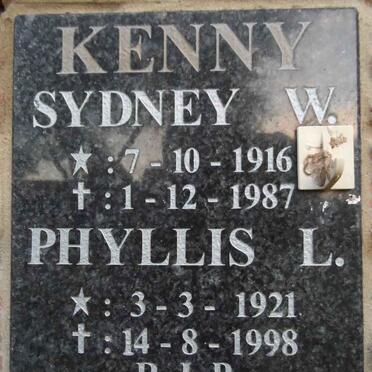 KENNY
SYDNEY W.
★ : 7 - 10 - 1916
✝ : 1 - 12 - 1987
PHYLLIS L.
★ : 3 - 3 - 1921
✝ : 14 - 8 - 1998
R.I.P.